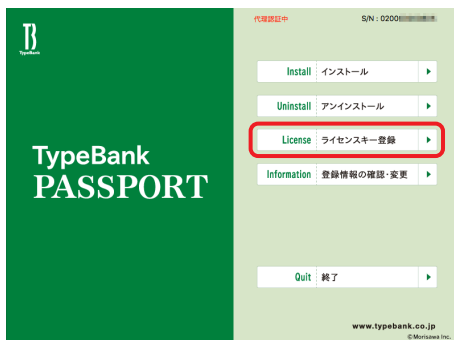 TB
TypeBank
代理認証中
S/N : 0200
Install インストール
Uninstall アンインストール
License ライセンスキー登録
Information 登録情報の確認・変更
TypeBank
PASSPORT
Quit 終了
www.typebank.co.jp
©Morisawa Inc.